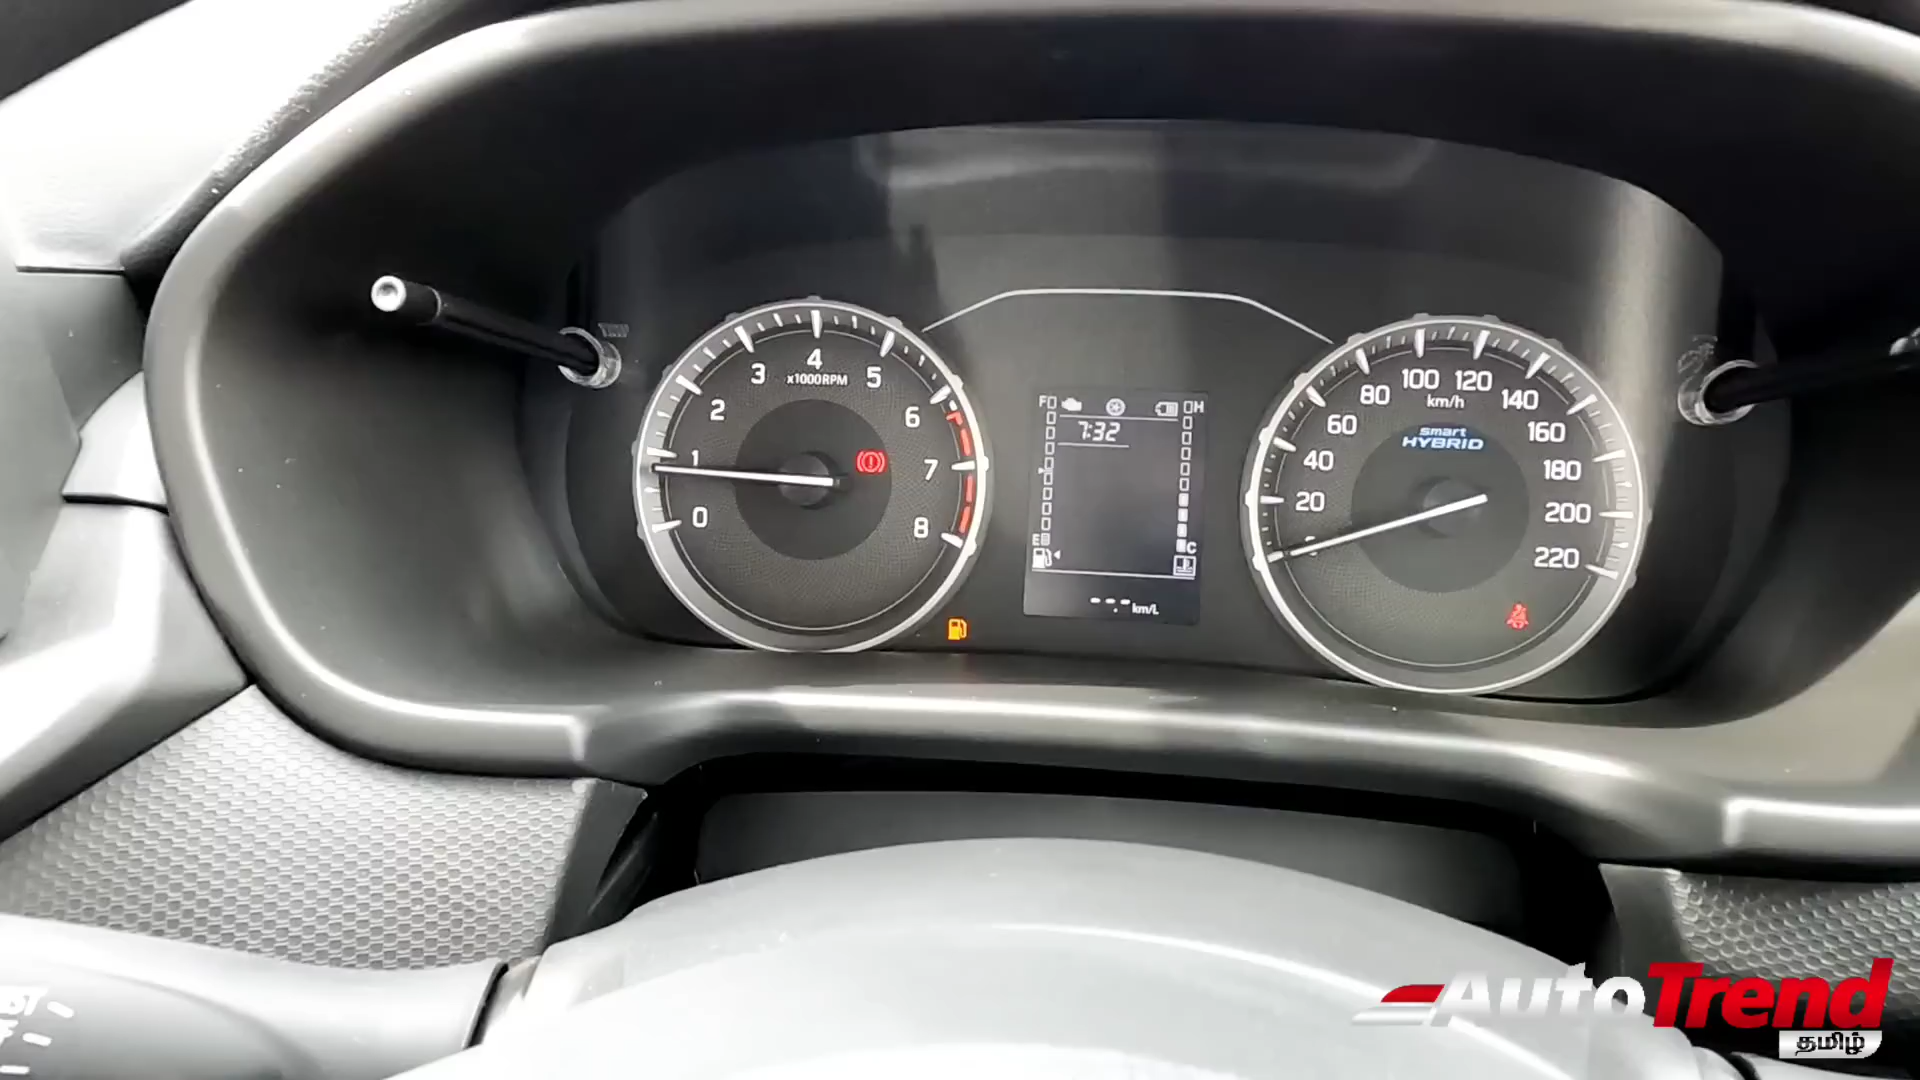 0
1
2
3
4
5
6
7
8
x1000RPM
F
H
7:32
E
C
--.- km/L
20
40
60
80
100
120
140
160
180
200
220
km/h
smart
HYBRID
AutoTrend
தமிழ்